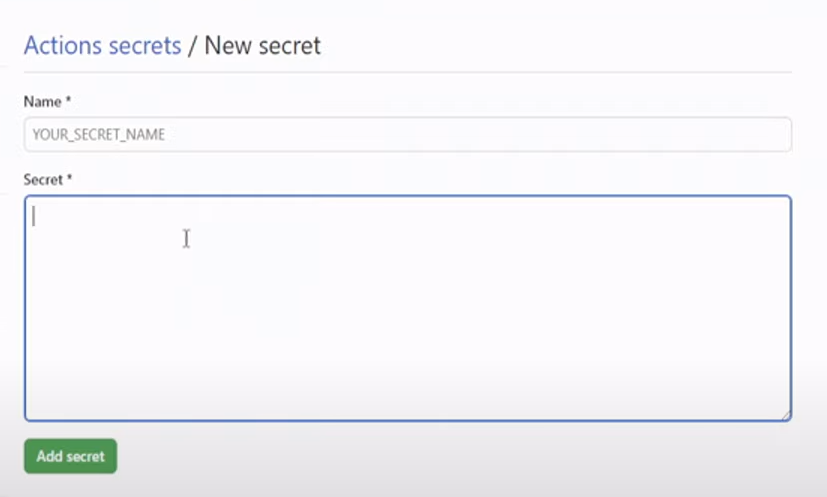 Actions secrets / New secret
Name *
YOUR_SECRET_NAME
Secret *
Add secret